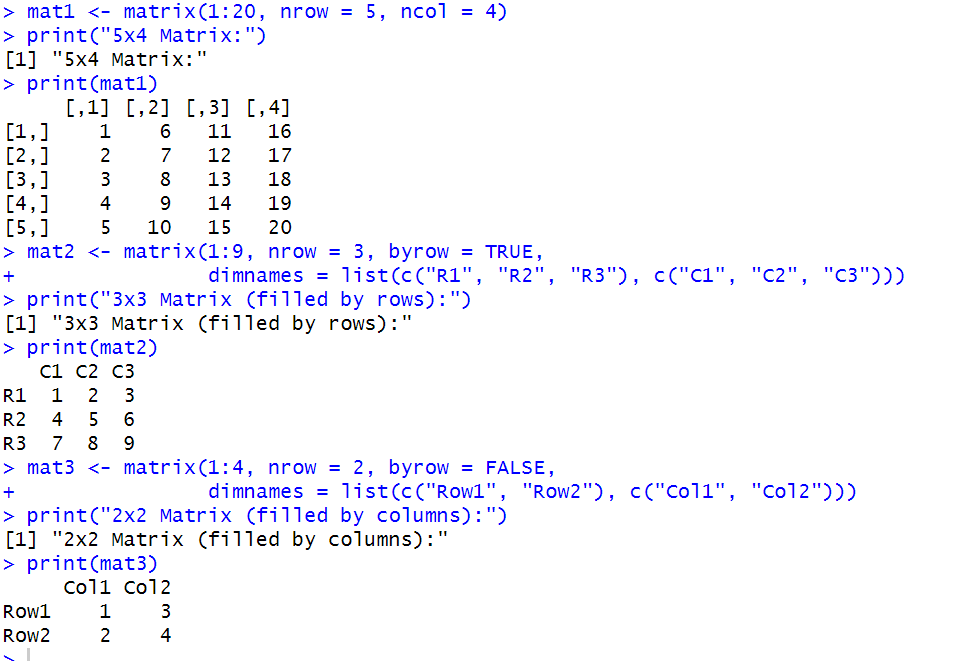 > mat1 <- matrix(1:20, nrow = 5, ncol = 4)
> print("5x4 Matrix:")
[1] "5x4 Matrix:"
> print(mat1)
     [,1] [,2] [,3] [,4]
[1,]    1    6   11   16
[2,]    2    7   12   17
[3,]    3    8   13   18
[4,]    4    9   14   19
[5,]    5   10   15   20
> mat2 <- matrix(1:9, nrow = 3, byrow = TRUE,
+                dimnames = list(c("R1", "R2", "R3"), c("C1", "C2", "C3")))
> print("3x3 Matrix (filled by rows):")
[1] "3x3 Matrix (filled by rows):"
> print(mat2)
   C1 C2 C3
R1  1  2  3
R2  4  5  6
R3  7  8  9
> mat3 <- matrix(1:4, nrow = 2, byrow = FALSE,
+                dimnames = list(c("Row1", "Row2"), c("Col1", "Col2")))
> print("2x2 Matrix (filled by columns):")
[1] "2x2 Matrix (filled by columns):"
> print(mat3)
     Col1 Col2
Row1    1    3
Row2    2    4
>